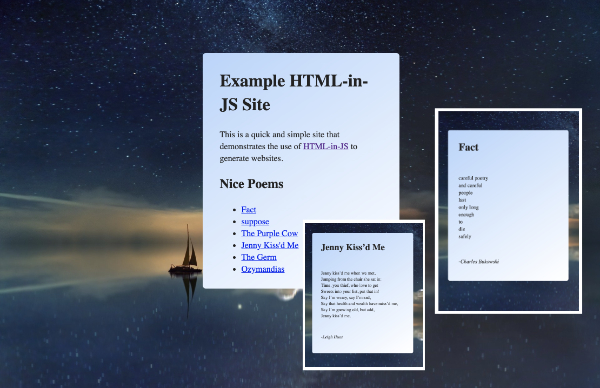 Example HTML-in-
JS Site
This is a quick and simple site that
demonstrates the use of HTML-in-JS to
generate websites.
Nice Poems
Fact
suppose
The Purple Cow
Jenny Kiss'd Me
The Germ
Ozymandias
Jenny Kiss'd Me
Jenny kiss'd me when we met,
Jumping from the chair she sat in;
Time, you thief, who love to get
Sweets into your list, put that in!
Say I'm weary, say I'm sad,
Say that health and wealth have miss'd me,
Say I'm growing old, but add,
Jenny kiss'd me.
-Leigh Hunt
Fact
careful poetry
and careful
people
last
only long
enough
to
die
safely
-Charles Bukowski